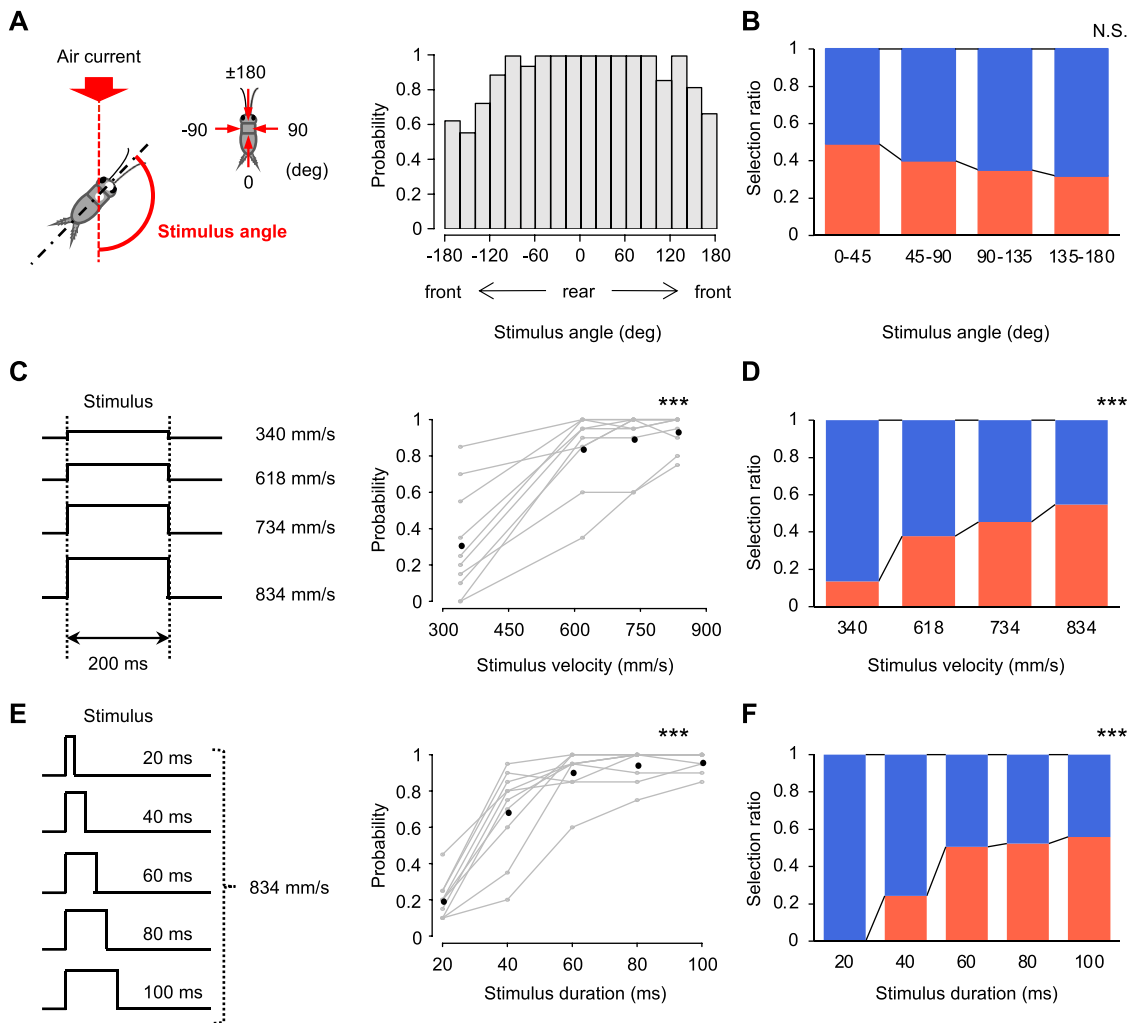 A
Air current
±180
-90
90
0
(deg)
Stimulus angle
Probability
1
0.8
0.6
0.4
0.2
0
-180 -120 -60 0 60 120 180
front rear front
Stimulus angle (deg)
B
N.S.
Selection ratio
1
0.8
0.6
0.4
0.2
0
0-45 45-90 90-135 135-180
Stimulus angle (deg)
C
Stimulus
340 mm/s
618 mm/s
734 mm/s
834 mm/s
200 ms
***
Probability
1
0.8
0.6
0.4
0.2
0
300 450 600 750 900
Stimulus velocity (mm/s)
D
***
Selection ratio
1
0.8
0.6
0.4
0.2
0
340 618 734 834
Stimulus velocity (mm/s)
E
Stimulus
20 ms
40 ms
60 ms
80 ms
100 ms
834 mm/s
***
Probability
1
0.8
0.6
0.4
0.2
0
20 40 60 80 100
Stimulus duration (ms)
F
***
Selection ratio
1
0.8
0.6
0.4
0.2
0
20 40 60 80 100
Stimulus duration (ms)